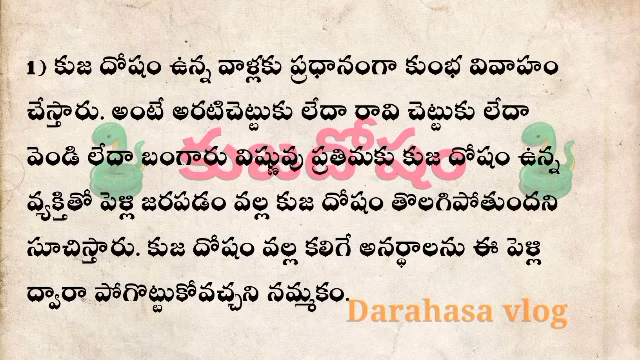 1) కుజ దోషం ఉన్న వాళ్లకు ప్రధానంగా కుంభ వివాహం
చేస్తారు. అంటే అరటిచెట్టుకు లేదా రావి చెట్టుకు లేదా
వెండి లేదా బంగారు విష్ణువు ప్రతిమకు కుజ దోషం ఉన్న
వ్యక్తితో పెళ్లి జరపడం వల్ల కుజ దోషం తొలగిపోతుందని
సూచిస్తారు. కుజ దోషం వల్ల కలిగే అనర్థాలను ఈ పెళ్లి
ద్వారా పోగొట్టుకోవచ్చని నమ్మకం.
కుజదోషం
Darahasa vlog